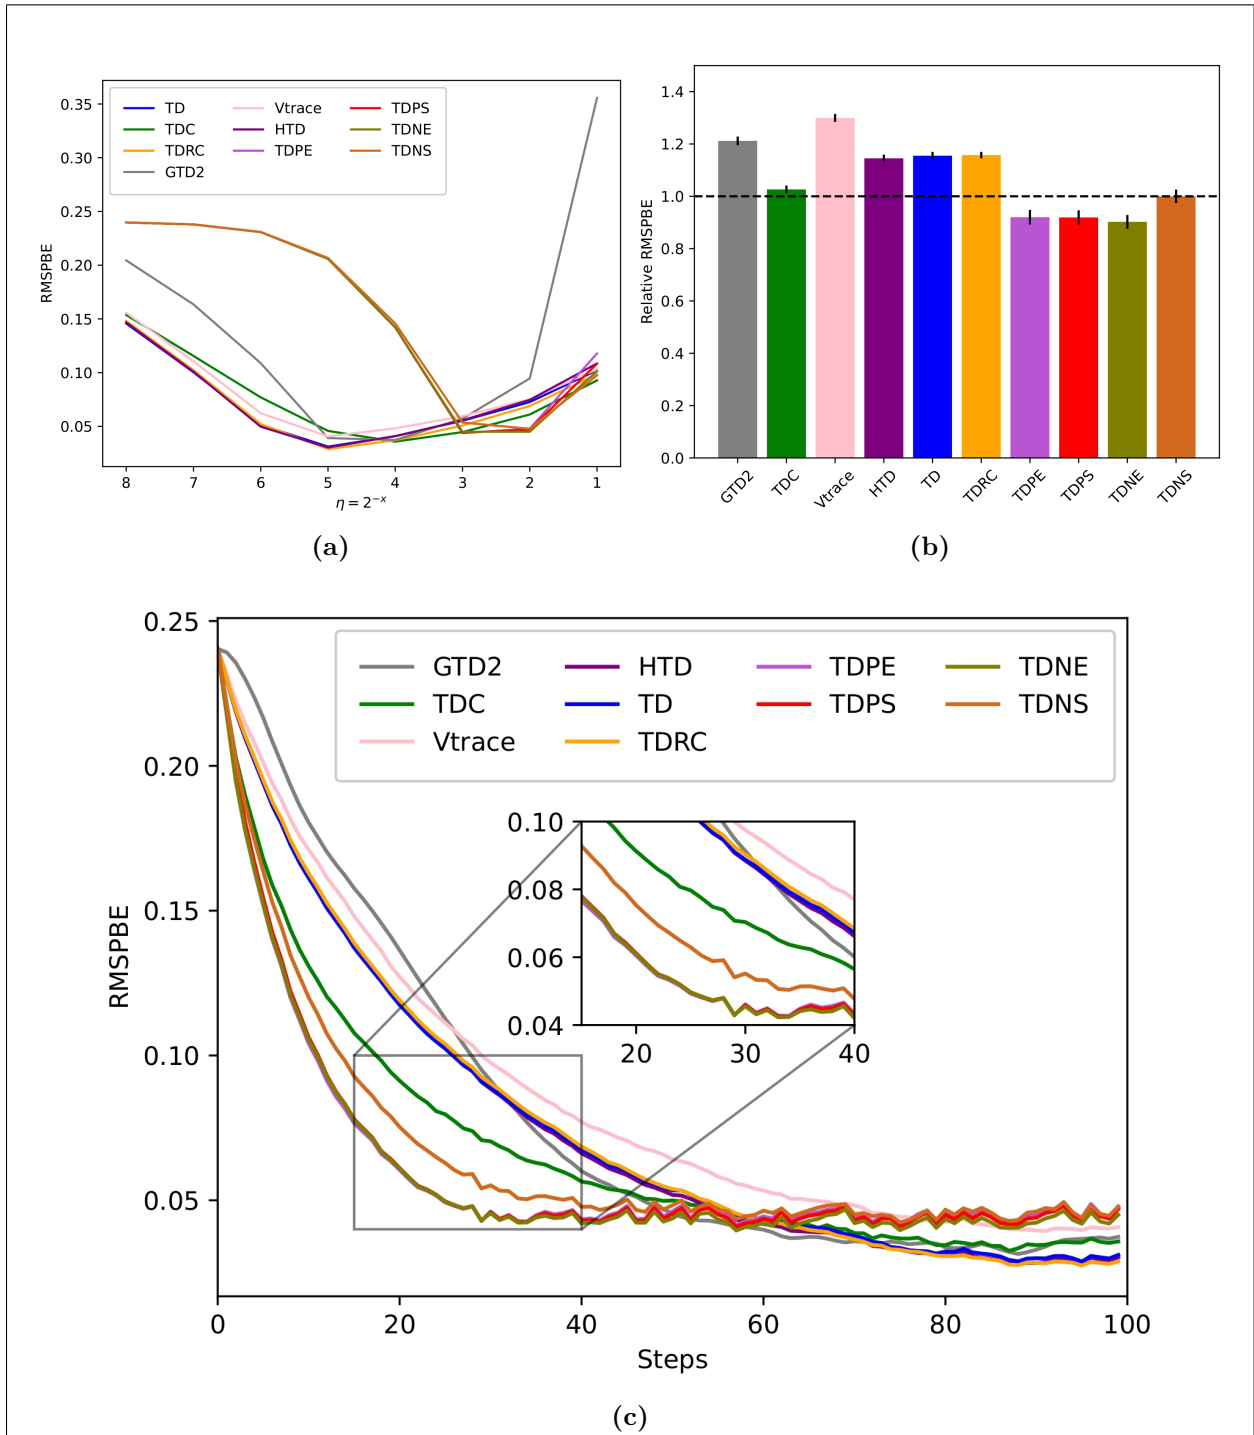 TD
TDC
TDRC
GTD2
Vtrace
HTD
TDPE
TDPS
TDNE
TDNS
0.35
0.30
0.25
0.20
0.15
0.10
0.05
RMSPBE
8 7 6 5 4 3 2 1
η = 2⁻ˣ
(a)
1.4
1.2
1.0
0.8
0.6
0.4
0.2
0.0
Relative RMSPBE
GTD2 TDC Vtrace HTD TD TDRC TDPE TDPS TDNE TDNS
(b)
GTD2 HTD TDPE TDNE
TDC TD TDPS TDNS
Vtrace TDRC
0.25
0.20
0.15
0.10
0.05
RMSPBE
0.10
0.08
0.06
0.04
20 30 40
0 20 40 60 80 100
Steps
(c)